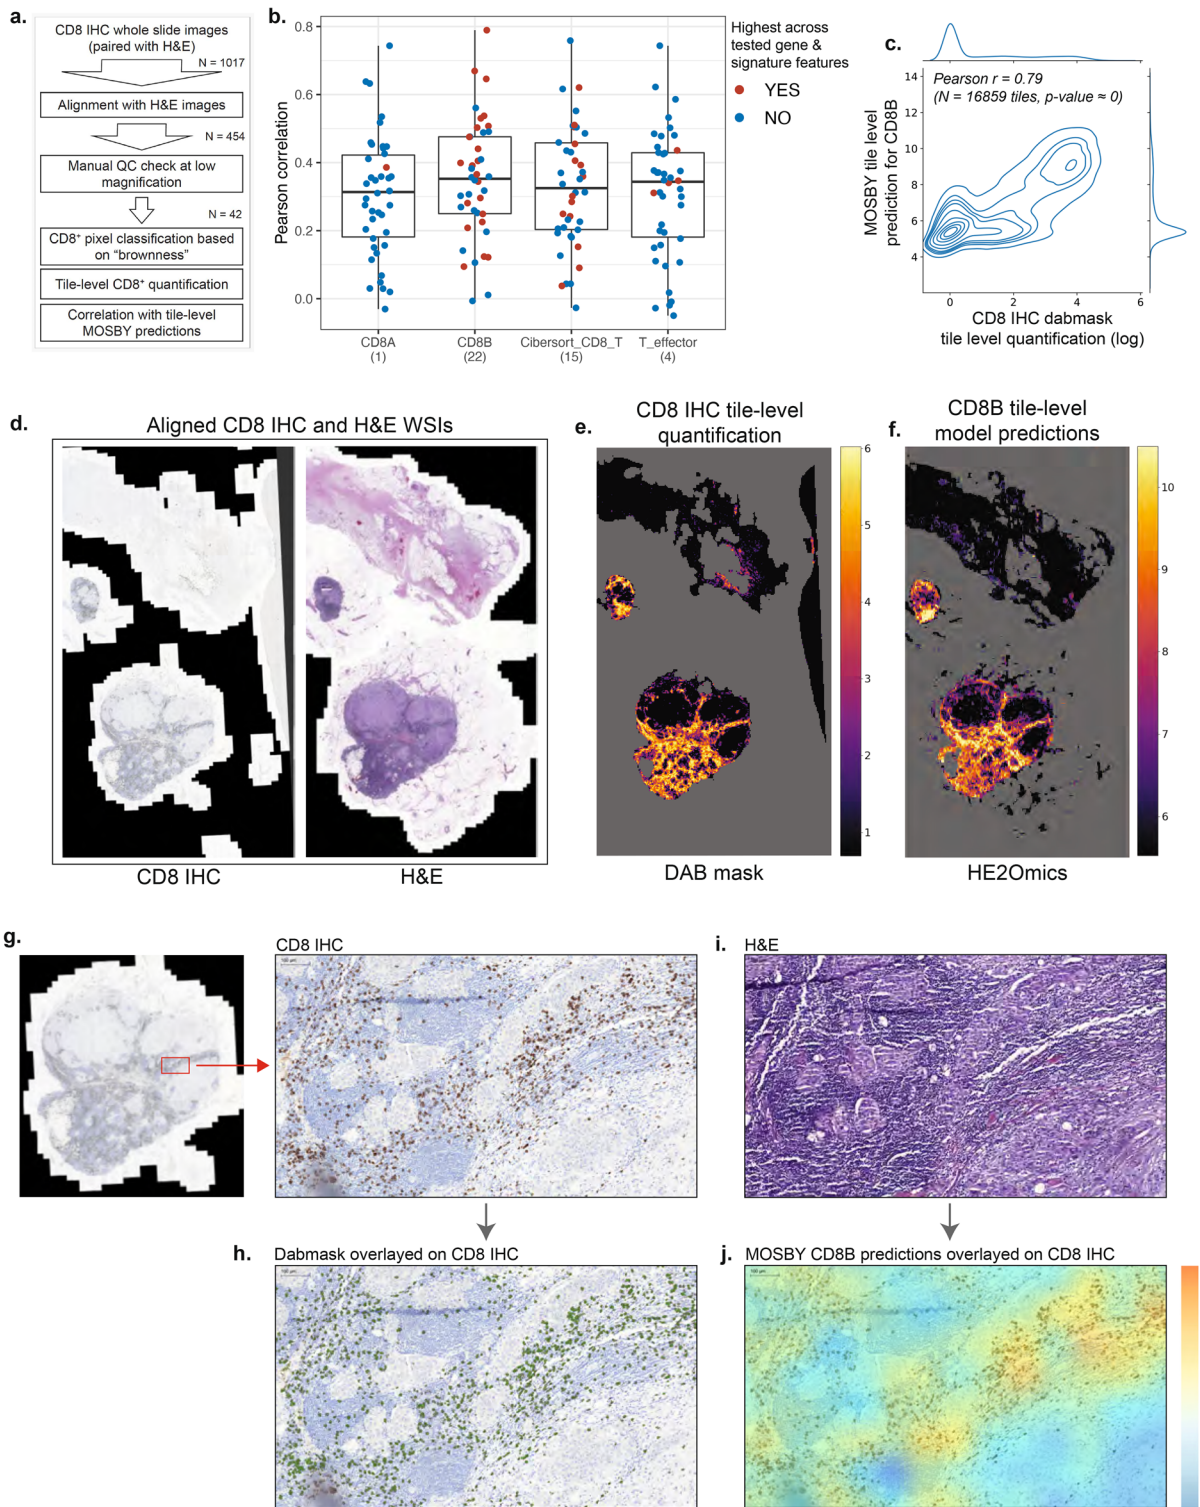 a.
CD8 IHC whole slide images
(paired with H&E)
N = 1017
Alignment with H&E images
N = 454
Manual QC check at low
magnification
N = 42
CD8⁺ pixel classification based
on “brownness”
Tile-level CD8⁺ quantification
Correlation with tile-level
MOSBY predictions
b.
Pearson correlation
0.8
0.6
0.4
0.2
0.0
CD8A
(1)
CD8B
(22)
Cibersort_CD8_T
(15)
T_effector
(4)
Highest across
tested gene &
signature features
YES
NO
c.
Pearson r = 0.79
(N = 16859 tiles, p-value ≈ 0)
MOSBY tile level
prediction for CD8B
14
12
10
8
6
4
0
2
4
6
CD8 IHC dabmask
tile level quantification (log)
d.
Aligned CD8 IHC and H&E WSIs
CD8 IHC
H&E
e.
CD8 IHC tile-level
quantification
6
5
4
3
2
1
DAB mask
f.
CD8B tile-level
model predictions
10
9
8
7
6
HE2Omics
g.
CD8 IHC
100 µm
i.
H&E
h.
Dabmask overlayed on CD8 IHC
100 µm
j.
MOSBY CD8B predictions overlayed on CD8 IHC
100 µm